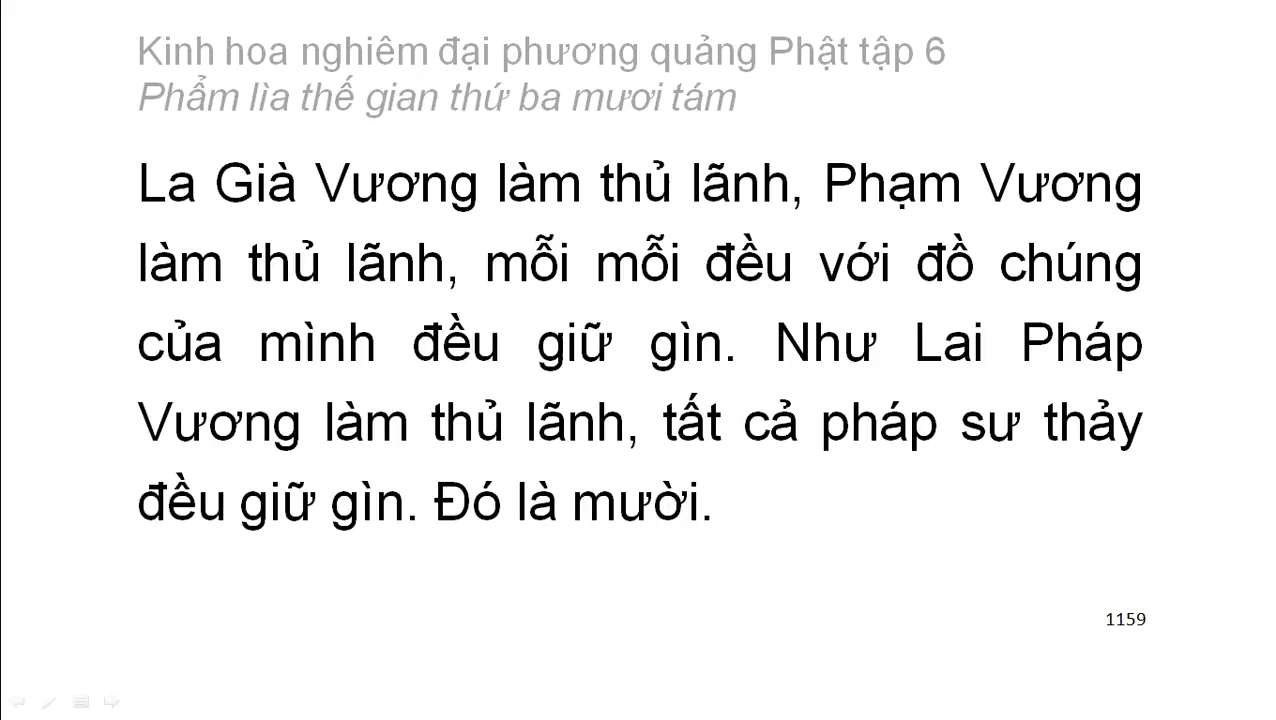 Kinh hoa nghiêm đại phương quảng Phật tập 6
Phẩm lìa thế gian thứ ba mươi tám
La Già Vương làm thủ lãnh, Phạm Vương
làm thủ lãnh, mỗi mỗi đều với đồ chúng
của mình đều giữ gìn. Như Lai Pháp
Vương làm thủ lãnh, tất cả pháp sư thảy
đều giữ gìn. Đó là mười.
1159